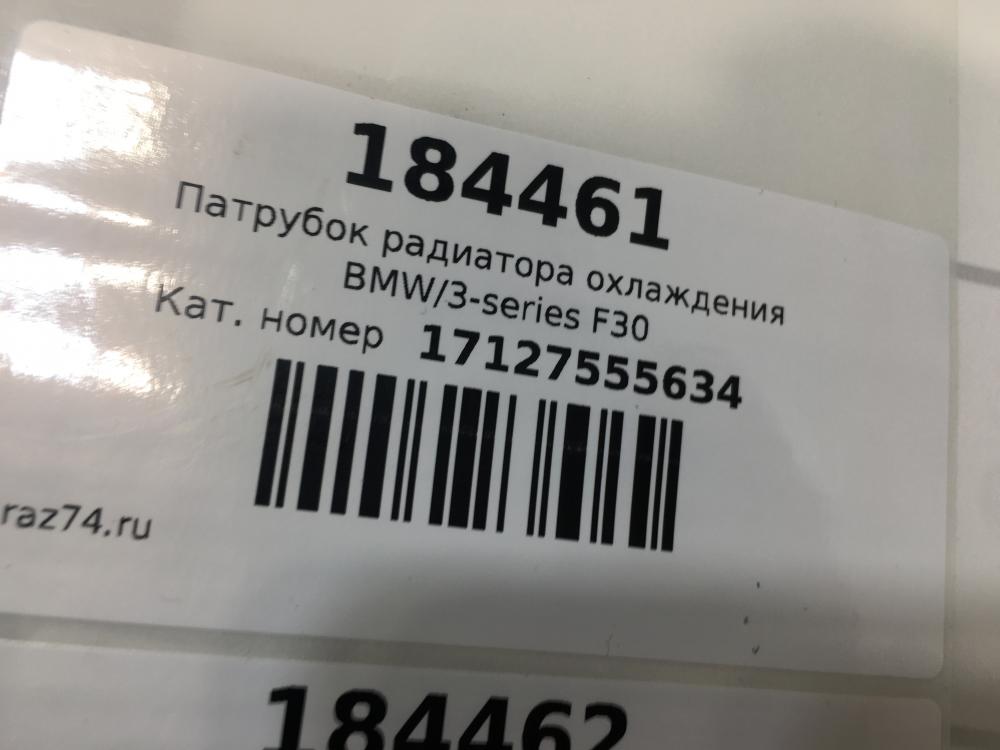 184461
Патрубок радиатора охлаждения
BMW/3-series F30
Кат. номер 17127555634
raz74.ru
184462